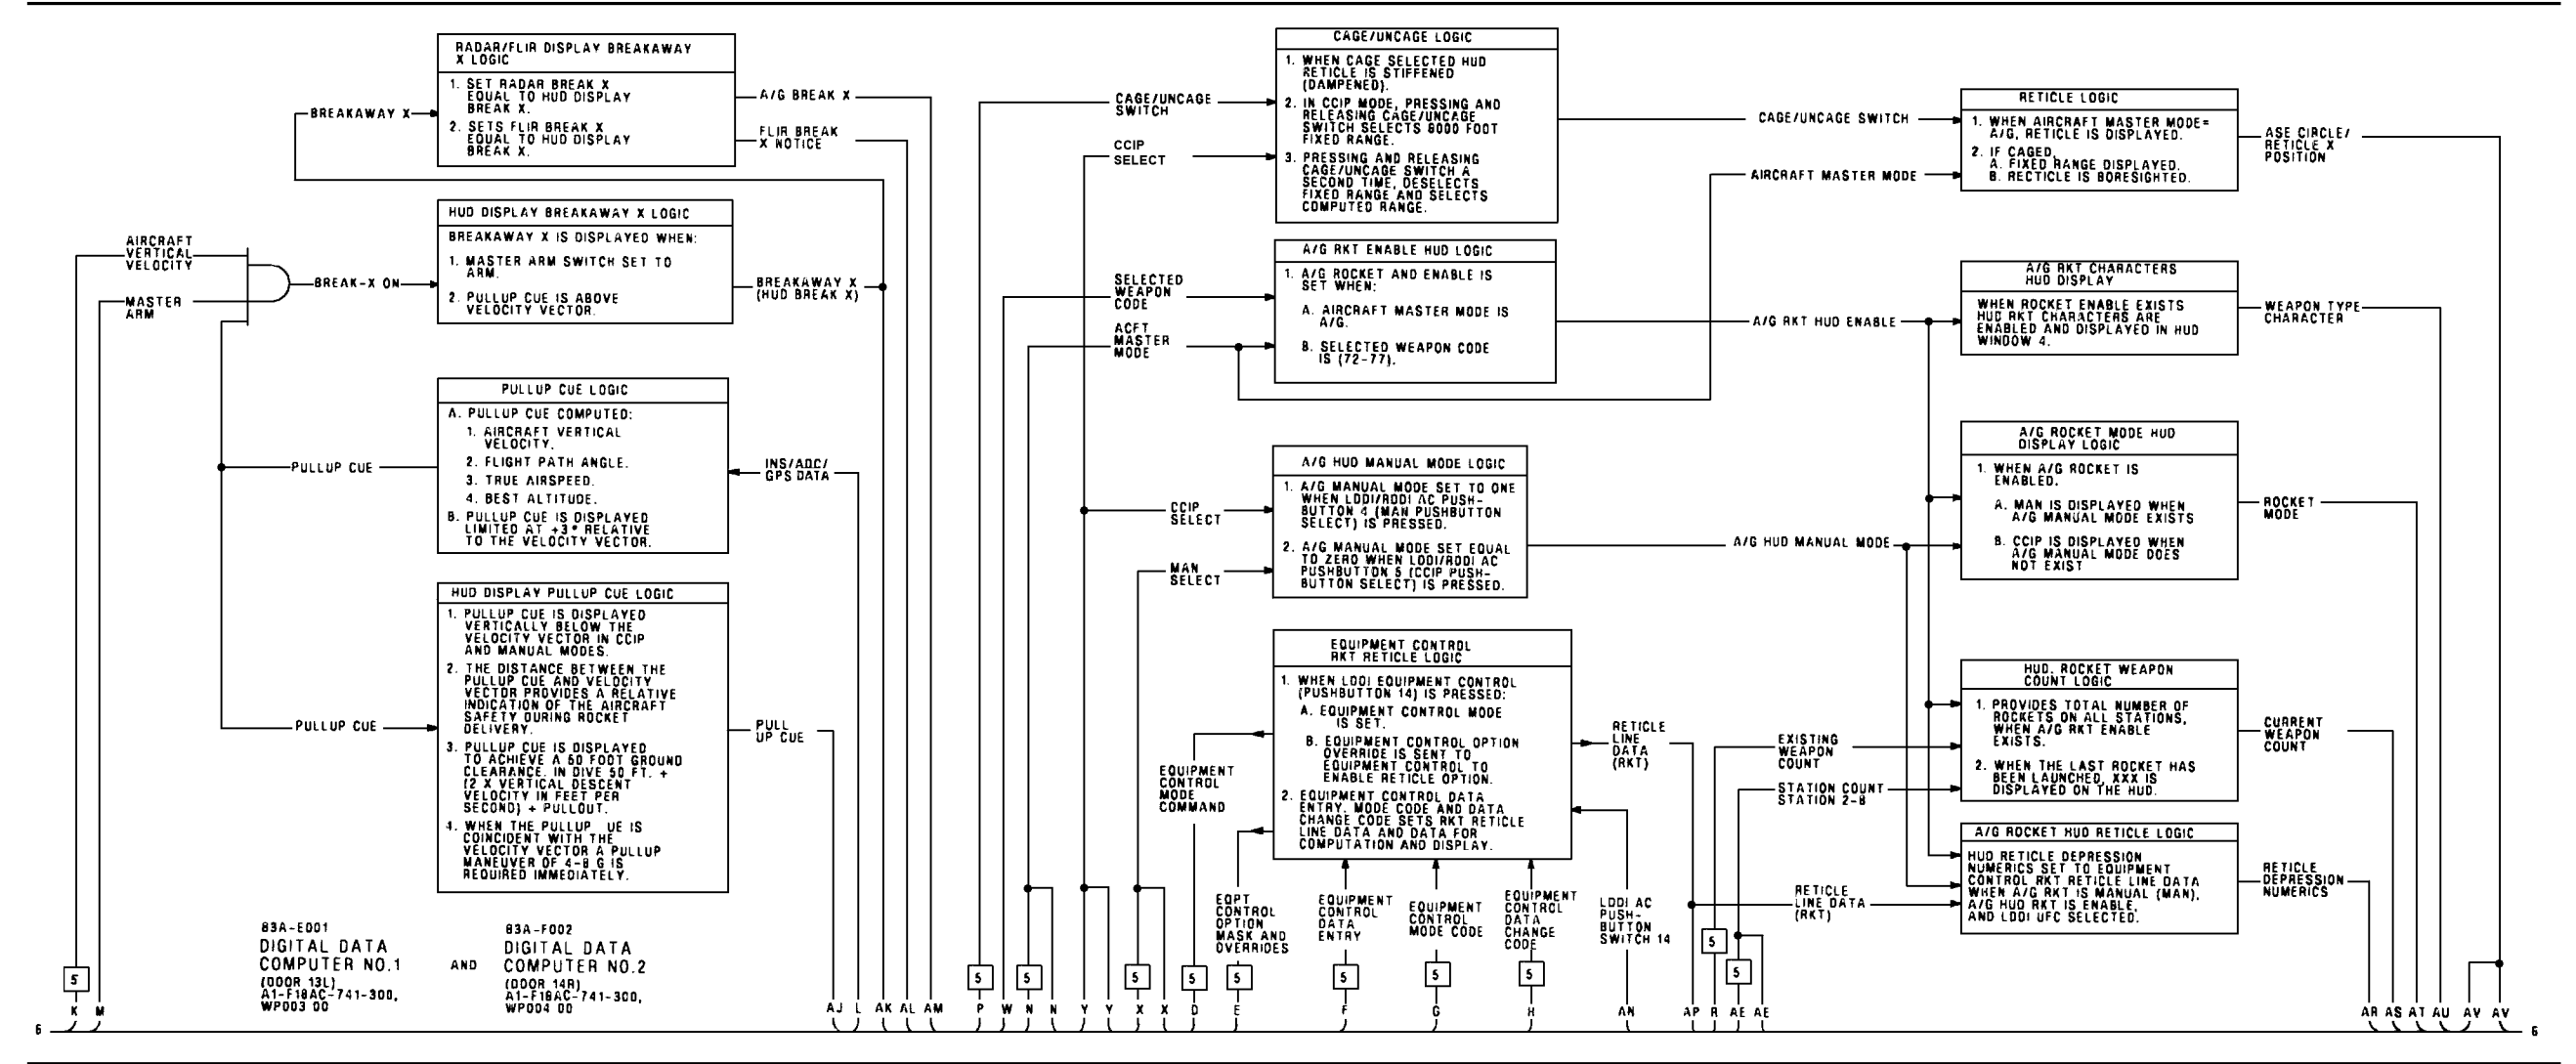 RADAR/FLIR DISPLAY BREAKAWAY
X LOGIC
1. SET RADAR BREAK X
EQUAL TO HUD DISPLAY
BREAK X.
2. SETS FLIR BREAK X
EQUAL TO HUD DISPLAY
BREAK X.
BREAKAWAY X
A/G BREAK X
FLIR BREAK
X NOTICE
HUD DISPLAY BREAKAWAY X LOGIC
BREAKAWAY X IS DISPLAYED WHEN:
1. MASTER ARM SWITCH SET TO
ARM.
2. PULLUP CUE IS ABOVE
VELOCITY VECTOR.
AIRCRAFT
VERTICAL
VELOCITY
MASTER
ARM
BREAK-X ON
BREAKAWAY X
(HUD BREAK X)
PULLUP CUE LOGIC
A. PULLUP CUE COMPUTED:
1. AIRCRAFT VERTICAL
VELOCITY.
2. FLIGHT PATH ANGLE.
3. TRUE AIRSPEED.
4. BEST ALTITUDE.
B. PULLUP CUE IS DISPLAYED
LIMITED AT +3° RELATIVE
TO THE VELOCITY VECTOR.
PULLUP CUE
INS/ADC/
GPS DATA
HUD DISPLAY PULLUP CUE LOGIC
1. PULLUP CUE IS DISPLAYED
VERTICALLY BELOW THE
VELOCITY VECTOR IN CCIP
AND MANUAL MODES.
2. THE DISTANCE BETWEEN THE
PULLUP CUE AND VELOCITY
VECTOR PROVIDES A RELATIVE
INDICATION OF THE AIRCRAFT
SAFETY DURING ROCKET
DELIVERY.
3. PULLUP CUE IS DISPLAYED
TO ACHIEVE A 50 FOOT GROUND
CLEARANCE. IN DIVE 50 FT. +
(2 X VERTICAL DESCENT
VELOCITY IN FEET PER
SECOND) + PULLOUT.
4. WHEN THE PULLUP UE IS
COINCIDENT WITH THE
VELOCITY VECTOR A PULLUP
MANEUVER OF 4-8 G IS
REQUIRED IMMEDIATELY.
PULLUP CUE
PULL
UP CUE
83A-E001
DIGITAL DATA
COMPUTER NO.1
(DOOR 13L)
A1-F18AC-741-300,
WP003 00
AND
83A-F002
DIGITAL DATA
COMPUTER NO.2
(DOOR 14R)
A1-F18AC-741-300,
WP004 00
CAGE/UNCAGE LOGIC
1. WHEN CAGE SELECTED HUD
RETICLE IS STIFFENED
(DAMPENED).
2. IN CCIP MODE, PRESSING AND
RELEASING CAGE/UNCAGE
SWITCH SELECTS 8000 FOOT
FIXED RANGE.
3. PRESSING AND RELEASING
CAGE/UNCAGE SWITCH A
SECOND TIME, DESELECTS
FIXED RANGE AND SELECTS
COMPUTED RANGE.
CAGE/UNCAGE
SWITCH
CCIP
SELECT
CAGE/UNCAGE SWITCH
AIRCRAFT MASTER MODE
A/G RKT ENABLE HUD LOGIC
1. A/G ROCKET AND ENABLE IS
SET WHEN:
A. AIRCRAFT MASTER MODE IS
A/G.
B. SELECTED WEAPON CODE
IS (72-77).
SELECTED
WEAPON
CODE
ACFT
MASTER
MODE
A/G RKT HUD ENABLE
A/G HUD MANUAL MODE LOGIC
1. A/G MANUAL MODE SET TO ONE
WHEN LDDI/RDDI AC PUSH-
BUTTON 4 (MAN PUSHBUTTON
SELECT) IS PRESSED.
2. A/G MANUAL MODE SET EQUAL
TO ZERO WHEN LDDI/RDDI AC
PUSHBUTTON 5 (CCIP PUSH-
BUTTON SELECT) IS PRESSED.
CCIP
SELECT
MAN
SELECT
A/G HUD MANUAL MODE
EQUIPMENT CONTROL
RKT RETICLE LOGIC
1. WHEN LDDI EQUIPMENT CONTROL
(PUSHBUTTON 14) IS PRESSED:
A. EQUIPMENT CONTROL MODE
IS SET.
B. EQUIPMENT CONTROL OPTION
OVERRIDE IS SENT TO
EQUIPMENT CONTROL TO
ENABLE RETICLE OPTION.
2. EQUIPMENT CONTROL DATA
ENTRY, MODE CODE AND DATA
CHANGE CODE SETS RKT RETICLE
LINE DATA AND DATA FOR
COMPUTATION AND DISPLAY.
EQUIPMENT
CONTROL
MODE
COMMAND
EQPT
CONTROL
OPTION
MASK AND
OVERRIDES
EQUIPMENT
CONTROL
DATA
ENTRY
EQUIPMENT
CONTROL
MODE CODE
EQUIPMENT
CONTROL
DATA
CHANGE
CODE
LDDI AC
PUSH-
BUTTON
SWITCH 14
RETICLE
LINE
DATA
(RKT)
RETICLE LOGIC
1. WHEN AIRCRAFT MASTER MODE=
A/G, RETICLE IS DISPLAYED.
2. IF CAGED,
A. FIXED RANGE DISPLAYED.
B. RECTICLE IS BORESIGHTED.
ASE CIRCLE/
RETICLE X
POSITION
A/G RKT CHARACTERS
HUD DISPLAY
WHEN ROCKET ENABLE EXISTS
HUD RKT CHARACTERS ARE
ENABLED AND DISPLAYED IN HUD
WINDOW 4.
WEAPON TYPE
CHARACTER
A/G ROCKET MODE HUD
DISPLAY LOGIC
1. WHEN A/G ROCKET IS
ENABLED.
A. MAN IS DISPLAYED WHEN
A/G MANUAL MODE EXISTS
B. CCIP IS DISPLAYED WHEN
A/G MANUAL MODE DOES
NOT EXIST
ROCKET
MODE
HUD, ROCKET WEAPON
COUNT LOGIC
1. PROVIDES TOTAL NUMBER OF
ROCKETS ON ALL STATIONS,
WHEN A/G RKT ENABLE
EXISTS.
2. WHEN THE LAST ROCKET HAS
BEEN LAUNCHED, XXX IS
DISPLAYED ON THE HUD.
EXISTING
WEAPON
COUNT
STATION COUNT
STATION 2-8
CURRENT
WEAPON
COUNT
A/G ROCKET HUD RETICLE LOGIC
HUD RETICLE DEPRESSION
NUMERICS SET TO EQUIPMENT
CONTROL RKT RETICLE LINE DATA
WHEN A/G RKT IS MANUAL (MAN),
A/G HUD RKT IS ENABLE,
AND LDDI UFC SELECTED.
RETICLE
LINE DATA
(RKT)
RETICLE
DEPRESSION
NUMERICS
5 5 5 5 5 5 5 5 5 5 5
6 K M AJ L AK AL AM P W N N Y Y X X D E F G H AN AP R AE AE AR AS AT AU AV AV 6